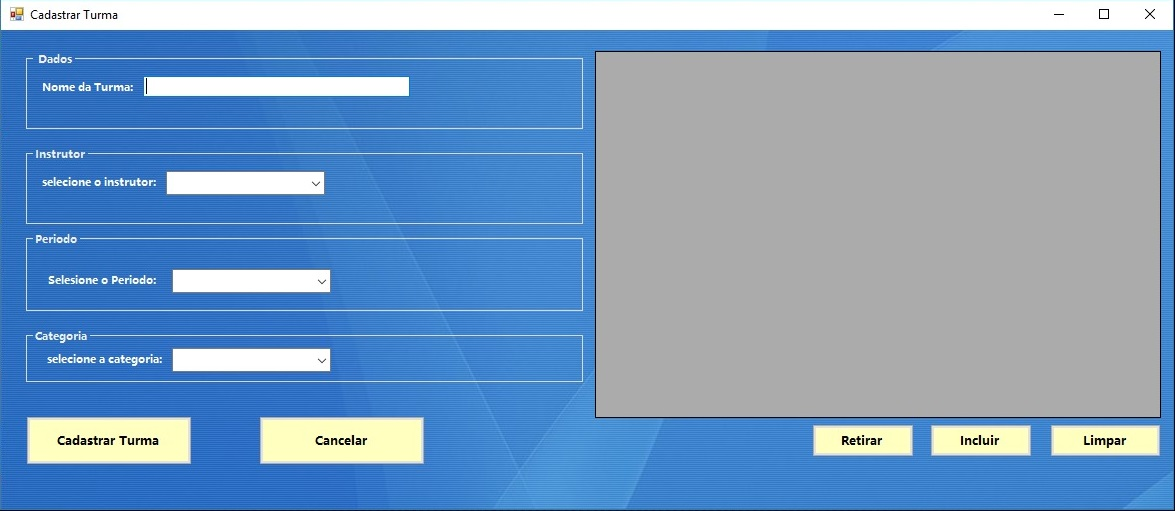 Cadastrar Turma
Dados
Nome da Turma:
Instrutor
selecione o instrutor:
Periodo
Selesione o Periodo:
Categoria
selecione a categoria:
Cadastrar Turma
Cancelar
Retirar
Incluir
Limpar